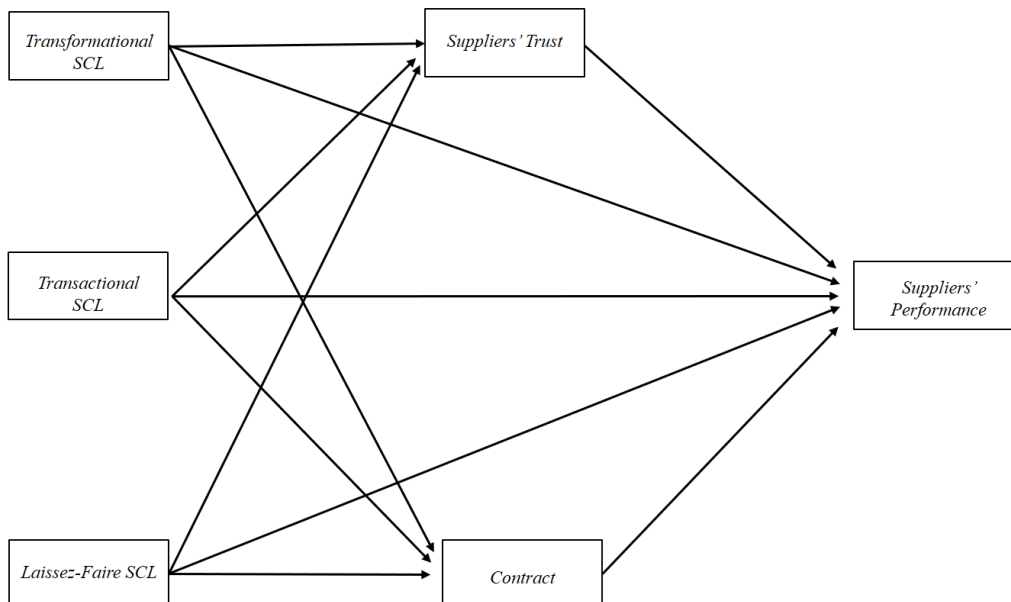 Transformational
SCL
Suppliers’ Trust
Transactional
SCL
Suppliers’
Performance
Laissez-Faire SCL
Contract